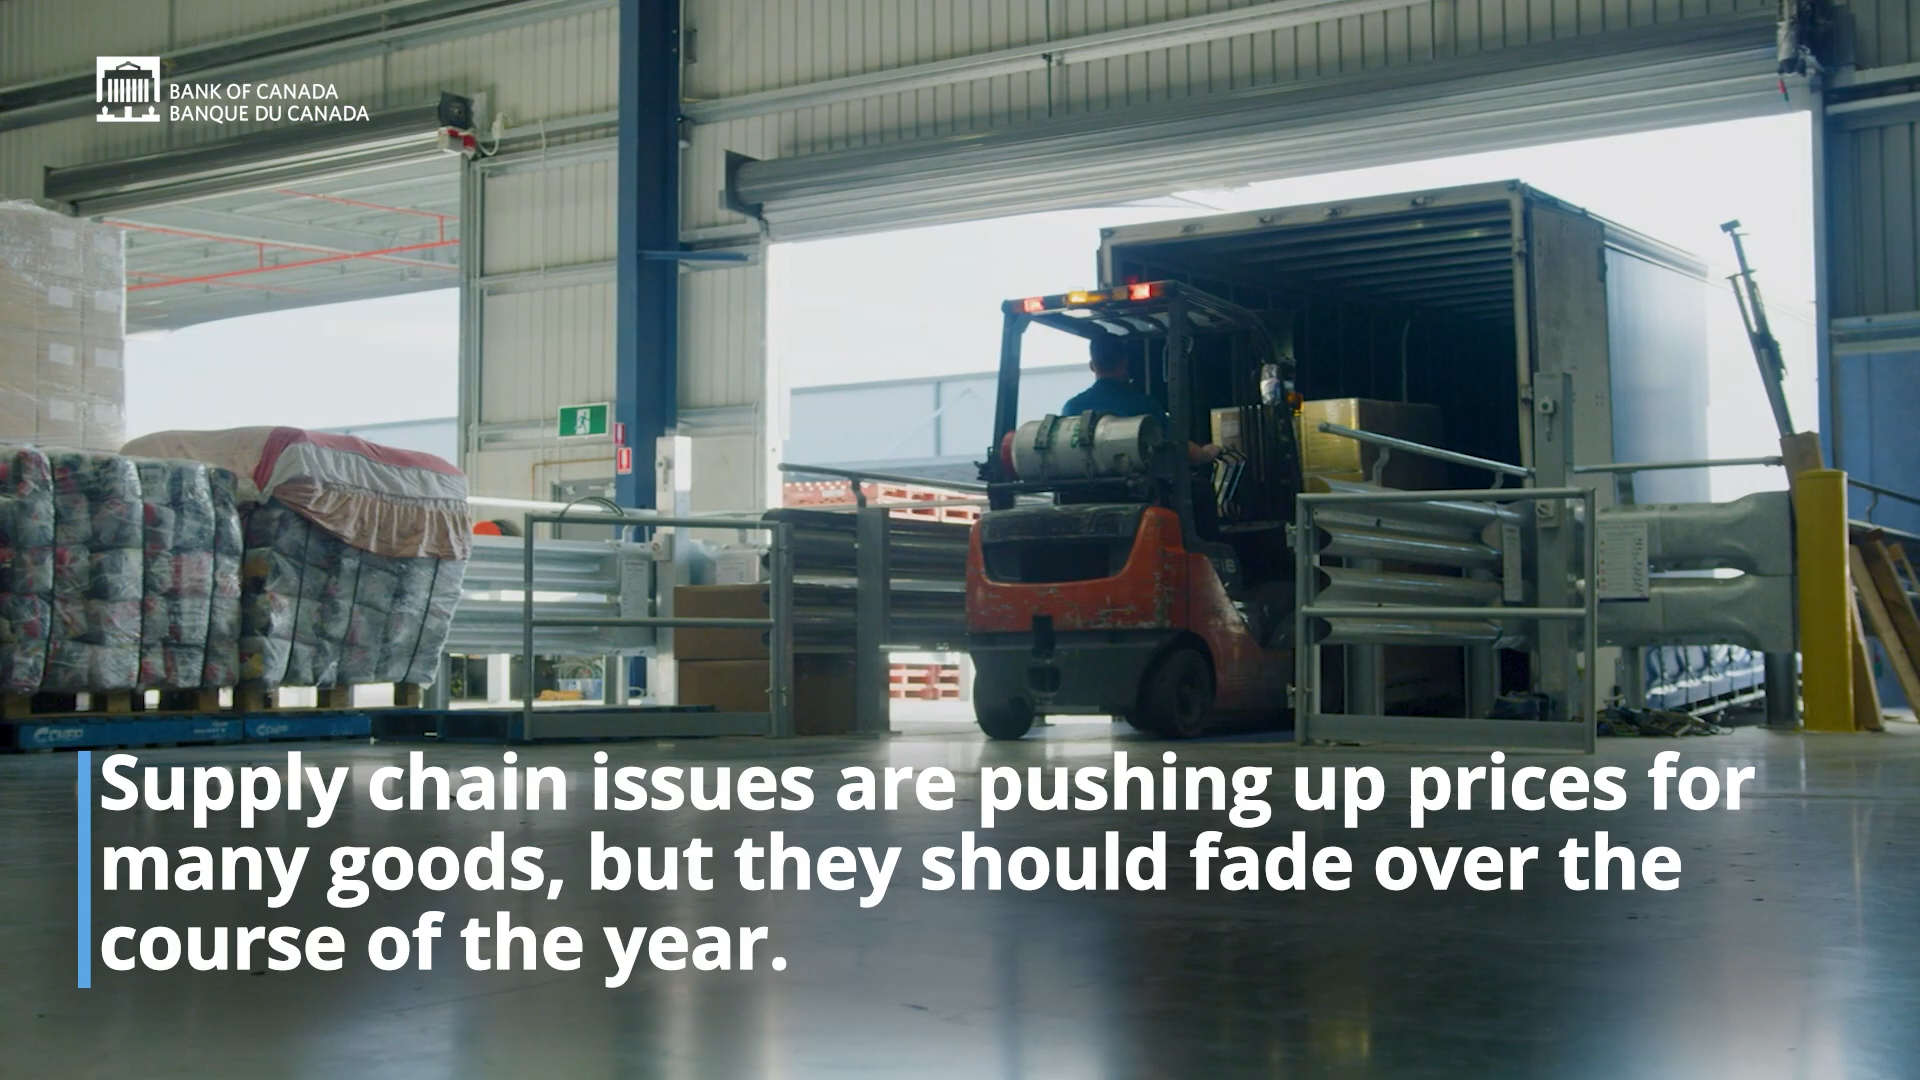 BANK OF CANADA
BANQUE DU CANADA
CHEP
Supply chain issues are pushing up prices for
many goods, but they should fade over the
course of the year.